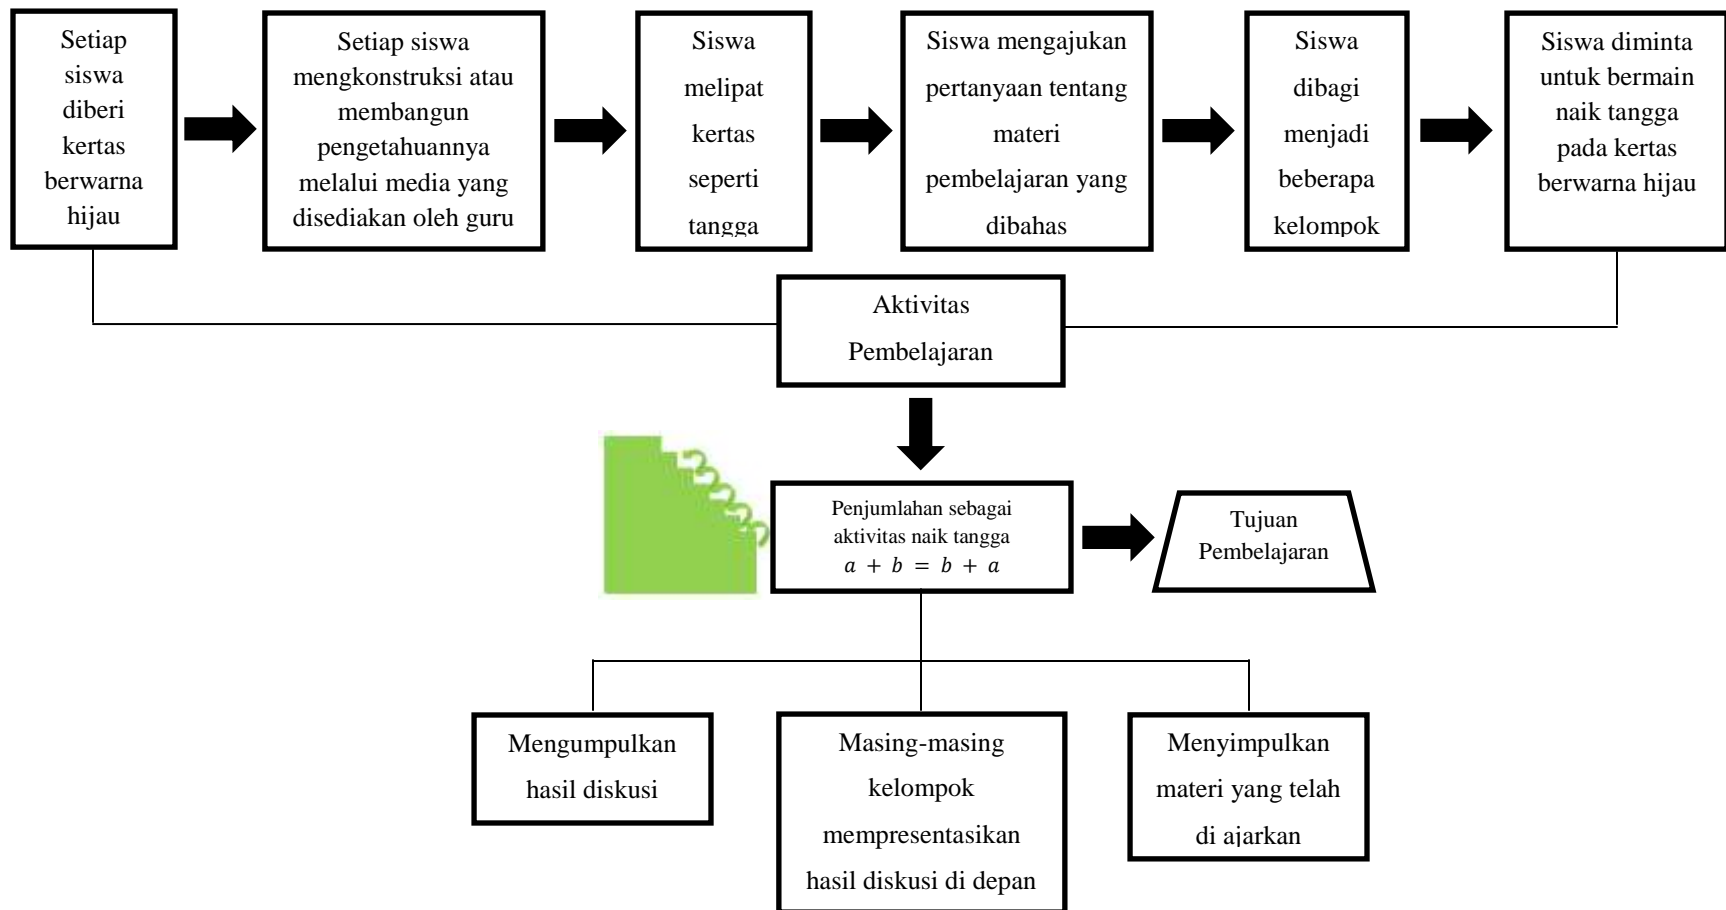 Setiap
siswa
diberi
kertas
berwarna
hijau
Setiap siswa
mengkonstruksi atau
membangun
pengetahuannya
melalui media yang
disediakan oleh guru
Siswa
melipat
kertas
seperti
tangga
Siswa mengajukan
pertanyaan tentang
materi
pembelajaran yang
dibahas
Siswa
dibagi
menjadi
beberapa
kelompok
Siswa diminta
untuk bermain
naik tangga
pada kertas
berwarna hijau
Aktivitas
Pembelajaran
Penjumlahan sebagai
aktivitas naik tangga
a + b = b + a
Tujuan
Pembelajaran
Mengumpulkan
hasil diskusi
Masing-masing
kelompok
mempresentasikan
hasil diskusi di depan
Menyimpulkan
materi yang telah
di ajarkan